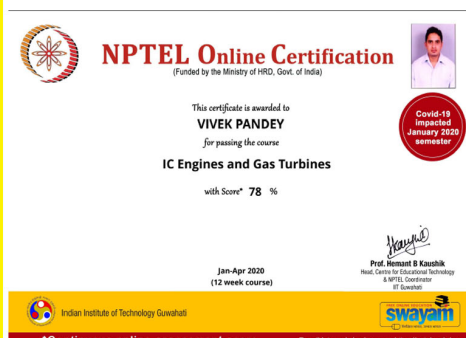 NPTEL Online Certification
(Funded by the Ministry of HRD, Govt. of India)
This certificate is awarded to
VIVEK PANDEY
for passing the course
IC Engines and Gas Turbines
with Score* 78 %
Covid-19
impacted
January 2020
semester
Jan-Apr 2020
(12 week course)
Prof. Hemant B Kaushik
Head, Centre for Educational Technology
& NPTEL Coordinator
IIT Guwahati
Indian Institute of Technology Guwahati
FREE ONLINE EDUCATION
swayam